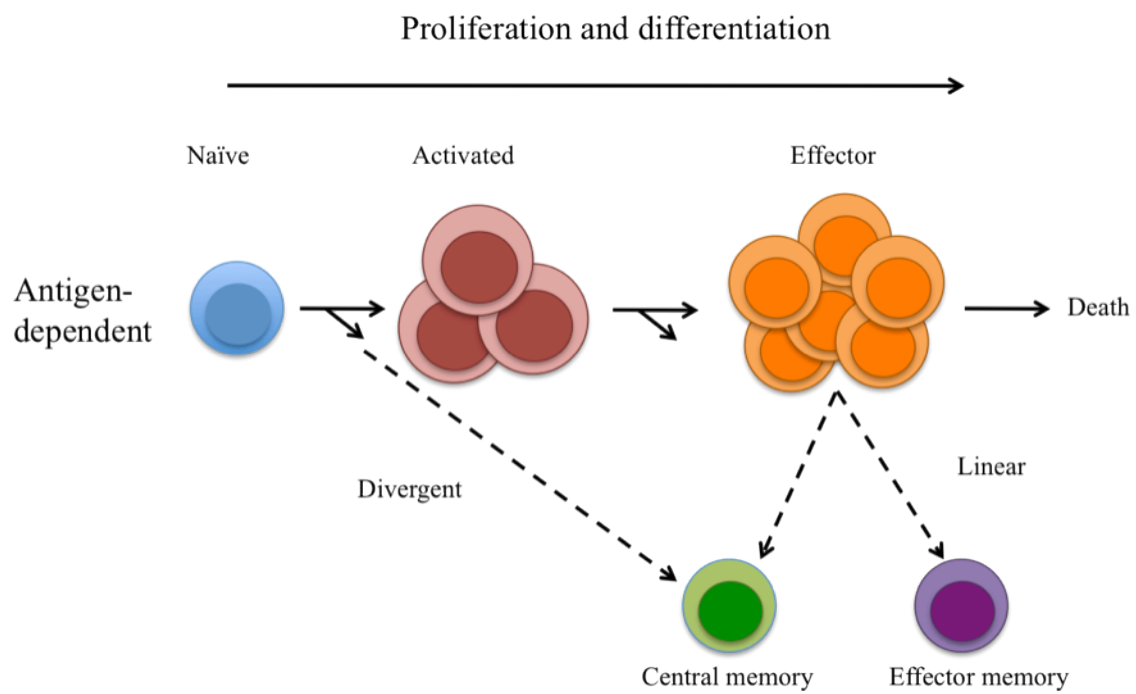 Proliferation and differentiation
Naïve
Activated
Effector
Antigen-
dependent
Death
Linear
Divergent
Central memory
Effector memory